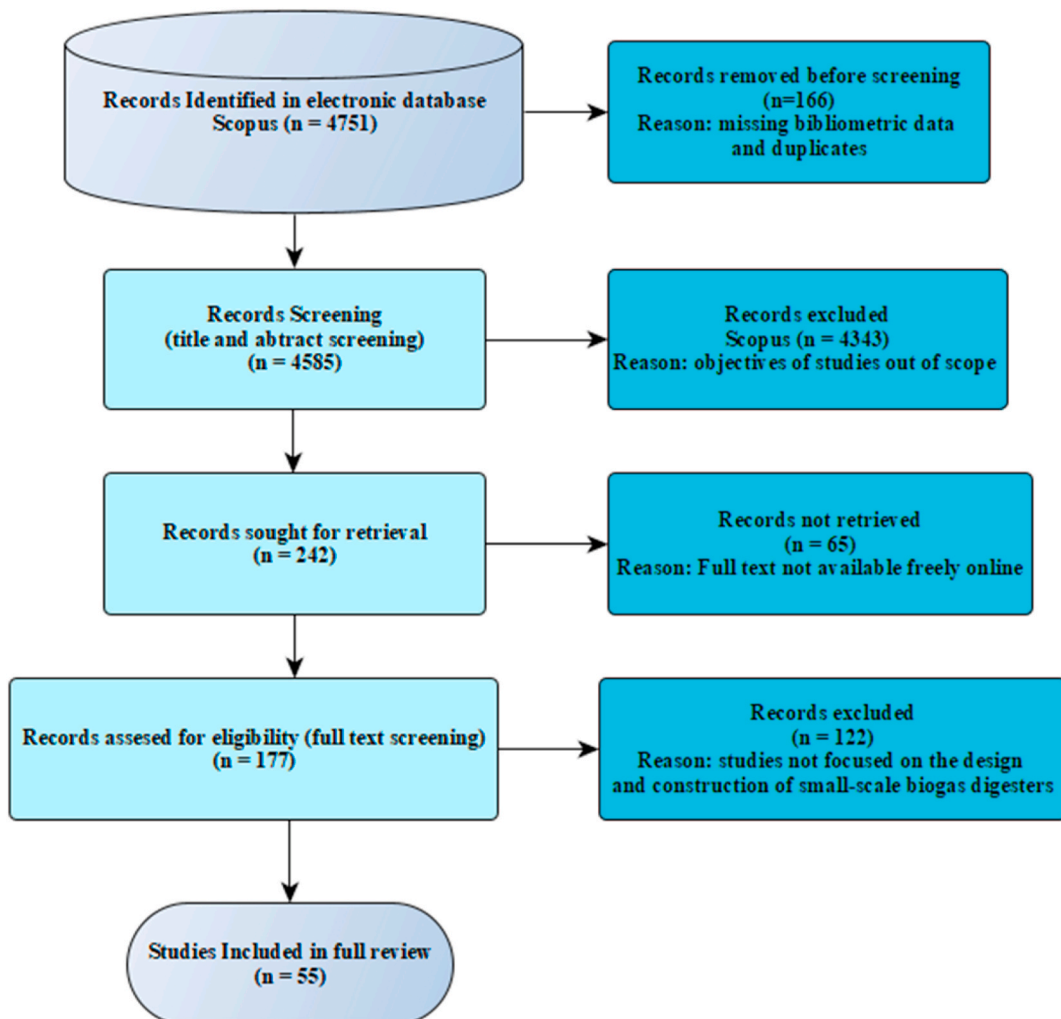 Records Identified in electronic database
Scopus (n = 4751)
Records removed before screening
(n=166)
Reason: missing bibliometric data
and duplicates
Records Screening
(title and abtract screening)
(n = 4585)
Records excluded
Scopus (n = 4343)
Reason: objectives of studies out of scope
Records sought for retrieval
(n = 242)
Records not retrieved
(n = 65)
Reason: Full text not available freely online
Records assesed for eligibility (full text screening)
(n = 177)
Records excluded
(n = 122)
Reason: studies not focused on the design
and construction of small-scale biogas digesters
Studies Included in full review
(n = 55)